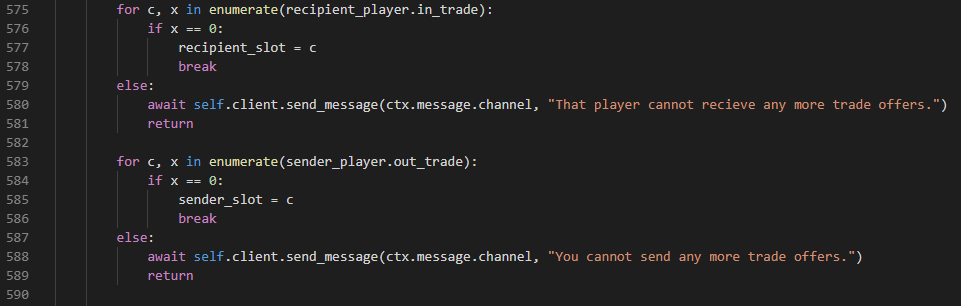 575 for c, x in enumerate(recipient_player.in_trade):
576 if x == 0:
577 recipient_slot = c
578 break
579 else:
580 await self.client.send_message(ctx.message.channel, "That player cannot recieve any more trade offers.")
581 return
582
583 for c, x in enumerate(sender_player.out_trade):
584 if x == 0:
585 sender_slot = c
586 break
587 else:
588 await self.client.send_message(ctx.message.channel, "You cannot send any more trade offers.")
589 return
590